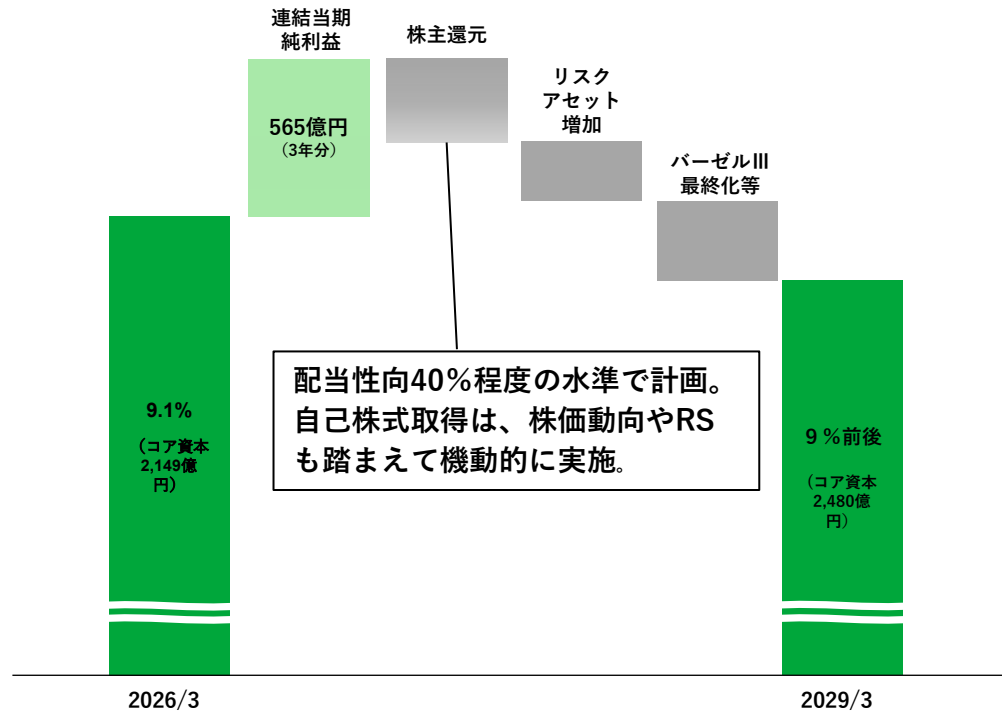 連結当期
純利益
株主還元
リスク
アセット
増加
バーゼルⅢ
最終化等
565億円
（3年分）
配当性向40%程度の水準で計画。
自己株式取得は、株価動向やRS
も踏まえて機動的に実施。
9.1%
（コア資本
2,149億
円）
9％前後
（コア資本
2,480億
円）
2026/3
2029/3